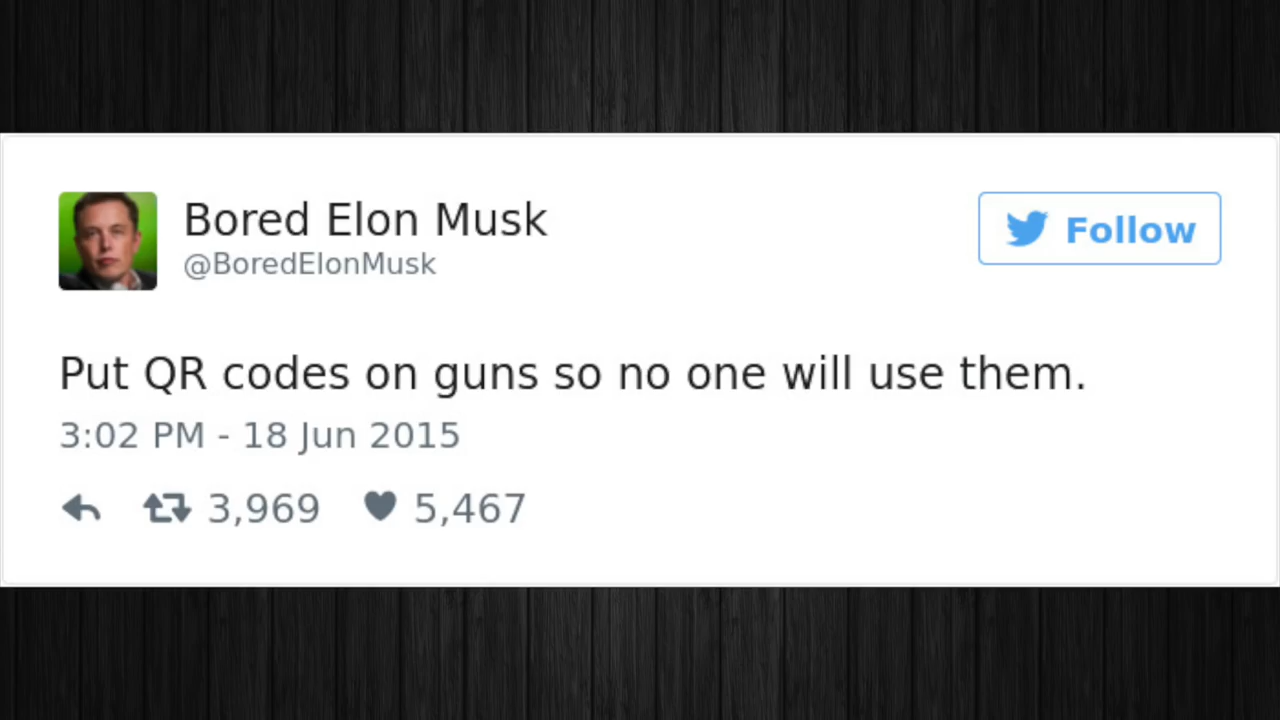 Bored Elon Musk
@BoredElonMusk
Follow
Put QR codes on guns so no one will use them.
3:02 PM - 18 Jun 2015
3,969 5,467